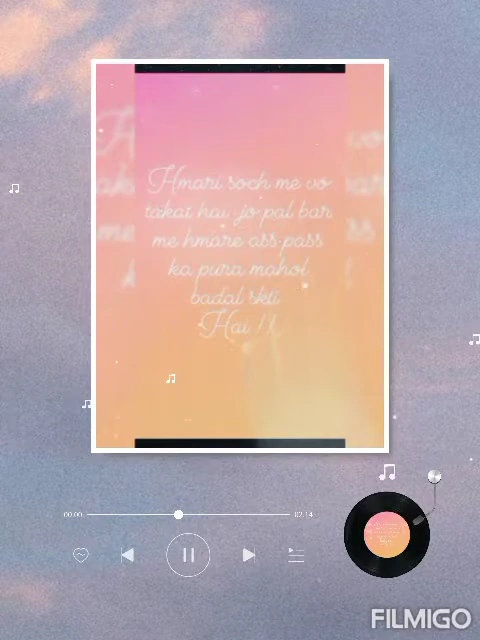 Hmari soch me vo
takat hai jo pal bar
me hmare ass pass
ka pura mahol
badal skti
Hai !!
00:00
02:14
FILMIGO